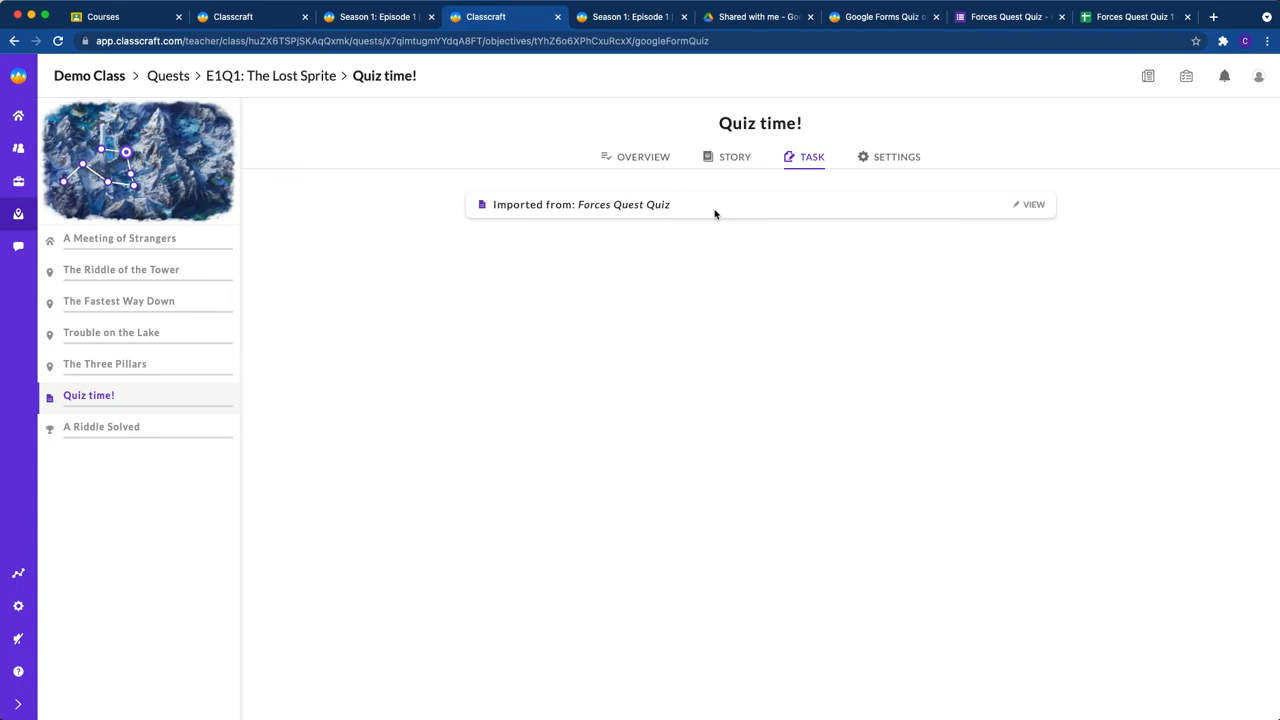 Courses
Classcraft
Season 1: Episode 1
Classcraft
Season 1: Episode 1
Shared with me - Goo
Google Forms Quiz o
Forces Quest Quiz -
Forces Quest Quiz 1
app.classcraft.com/teacher/class/huZX6TSPjSKAqQxmk/quests/x7qimtugmYYdqA8FT/objectives/tYhZ6o6XPhCxuRcxX/googleFormQuiz
C
Demo Class > Quests > E1Q1: The Lost Sprite > Quiz time!
Quiz time!
OVERVIEW
STORY
TASK
SETTINGS
Imported from: Forces Quest Quiz
VIEW
A Meeting of Strangers
The Riddle of the Tower
The Fastest Way Down
Trouble on the Lake
The Three Pillars
Quiz time!
A Riddle Solved